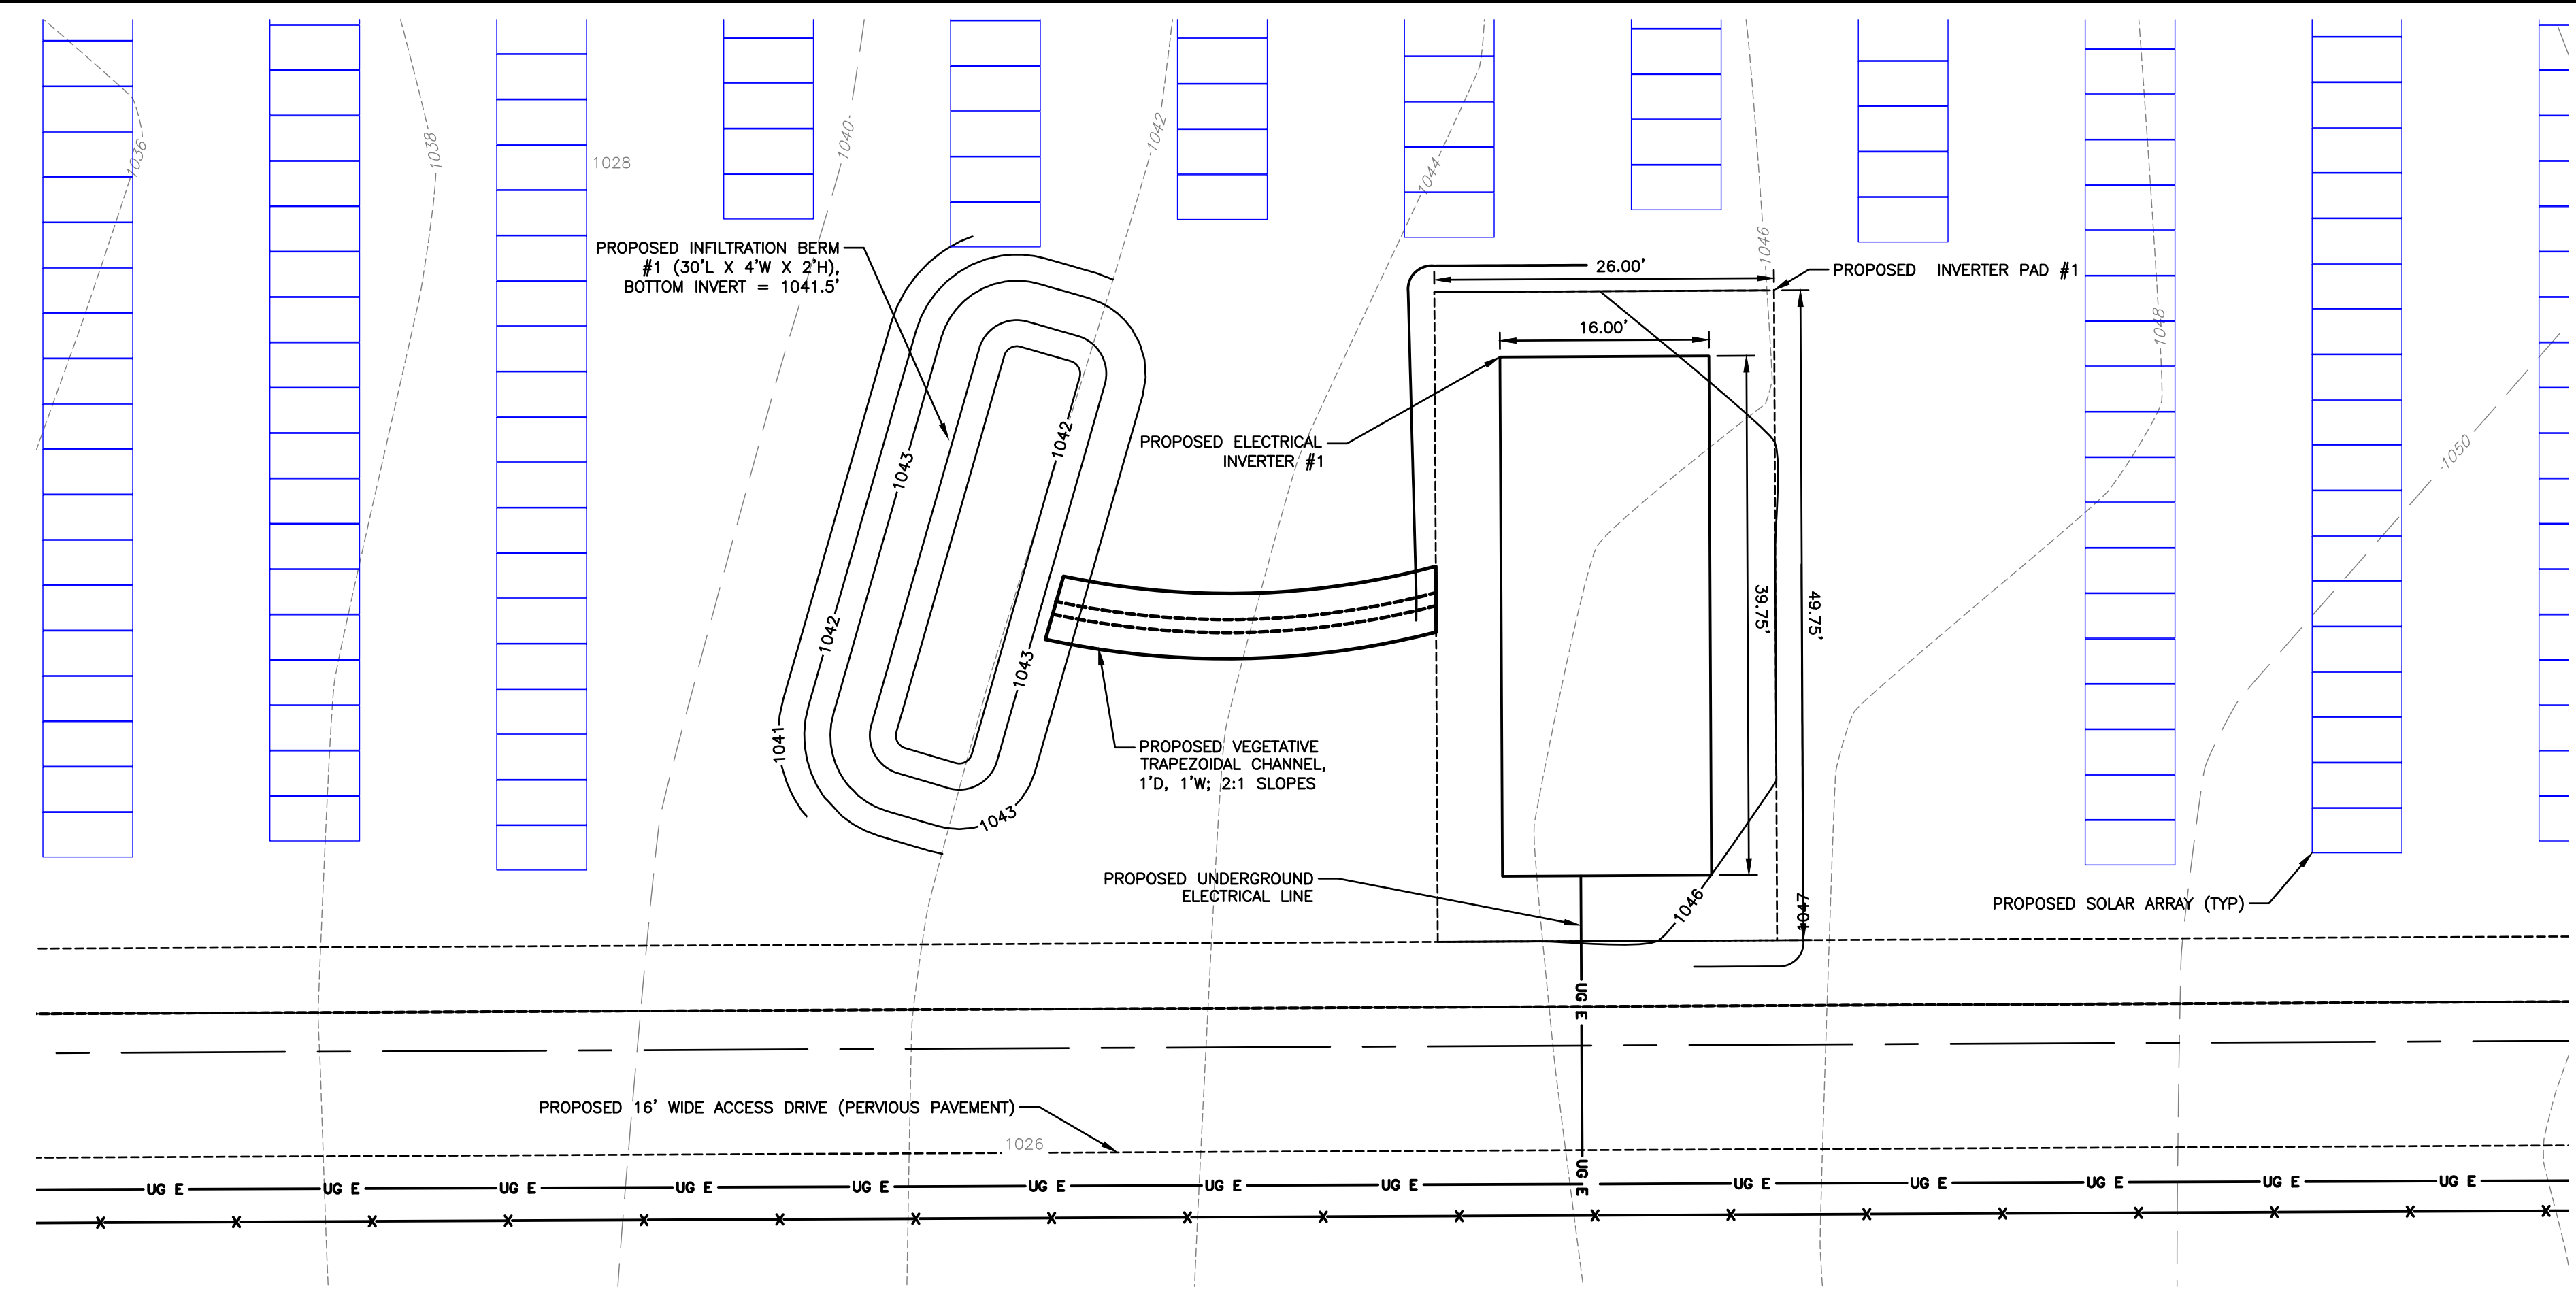 1036
1038
1028
1040
1042
1044
1046
1048
1050
PROPOSED INFILTRATION BERM
#1 (30'L X 4'W X 2'H),
BOTTOM INVERT = 1041.5'
26.00'
PROPOSED INVERTER PAD #1
16.00'
PROPOSED ELECTRICAL
INVERTER #1
1042
1043
39.75'
49.75'
1042
1043
1041
1043
PROPOSED VEGETATIVE
TRAPEZOIDAL CHANNEL,
1'D, 1'W; 2:1 SLOPES
PROPOSED UNDERGROUND
ELECTRICAL LINE
1046
1047
PROPOSED SOLAR ARRAY (TYP)
UG E
PROPOSED 16' WIDE ACCESS DRIVE (PERVIOUS PAVEMENT)
1026
UG E UG E UG E UG E UG E UG E UG E UG E UG E UG E UG E UG E UG E UG E